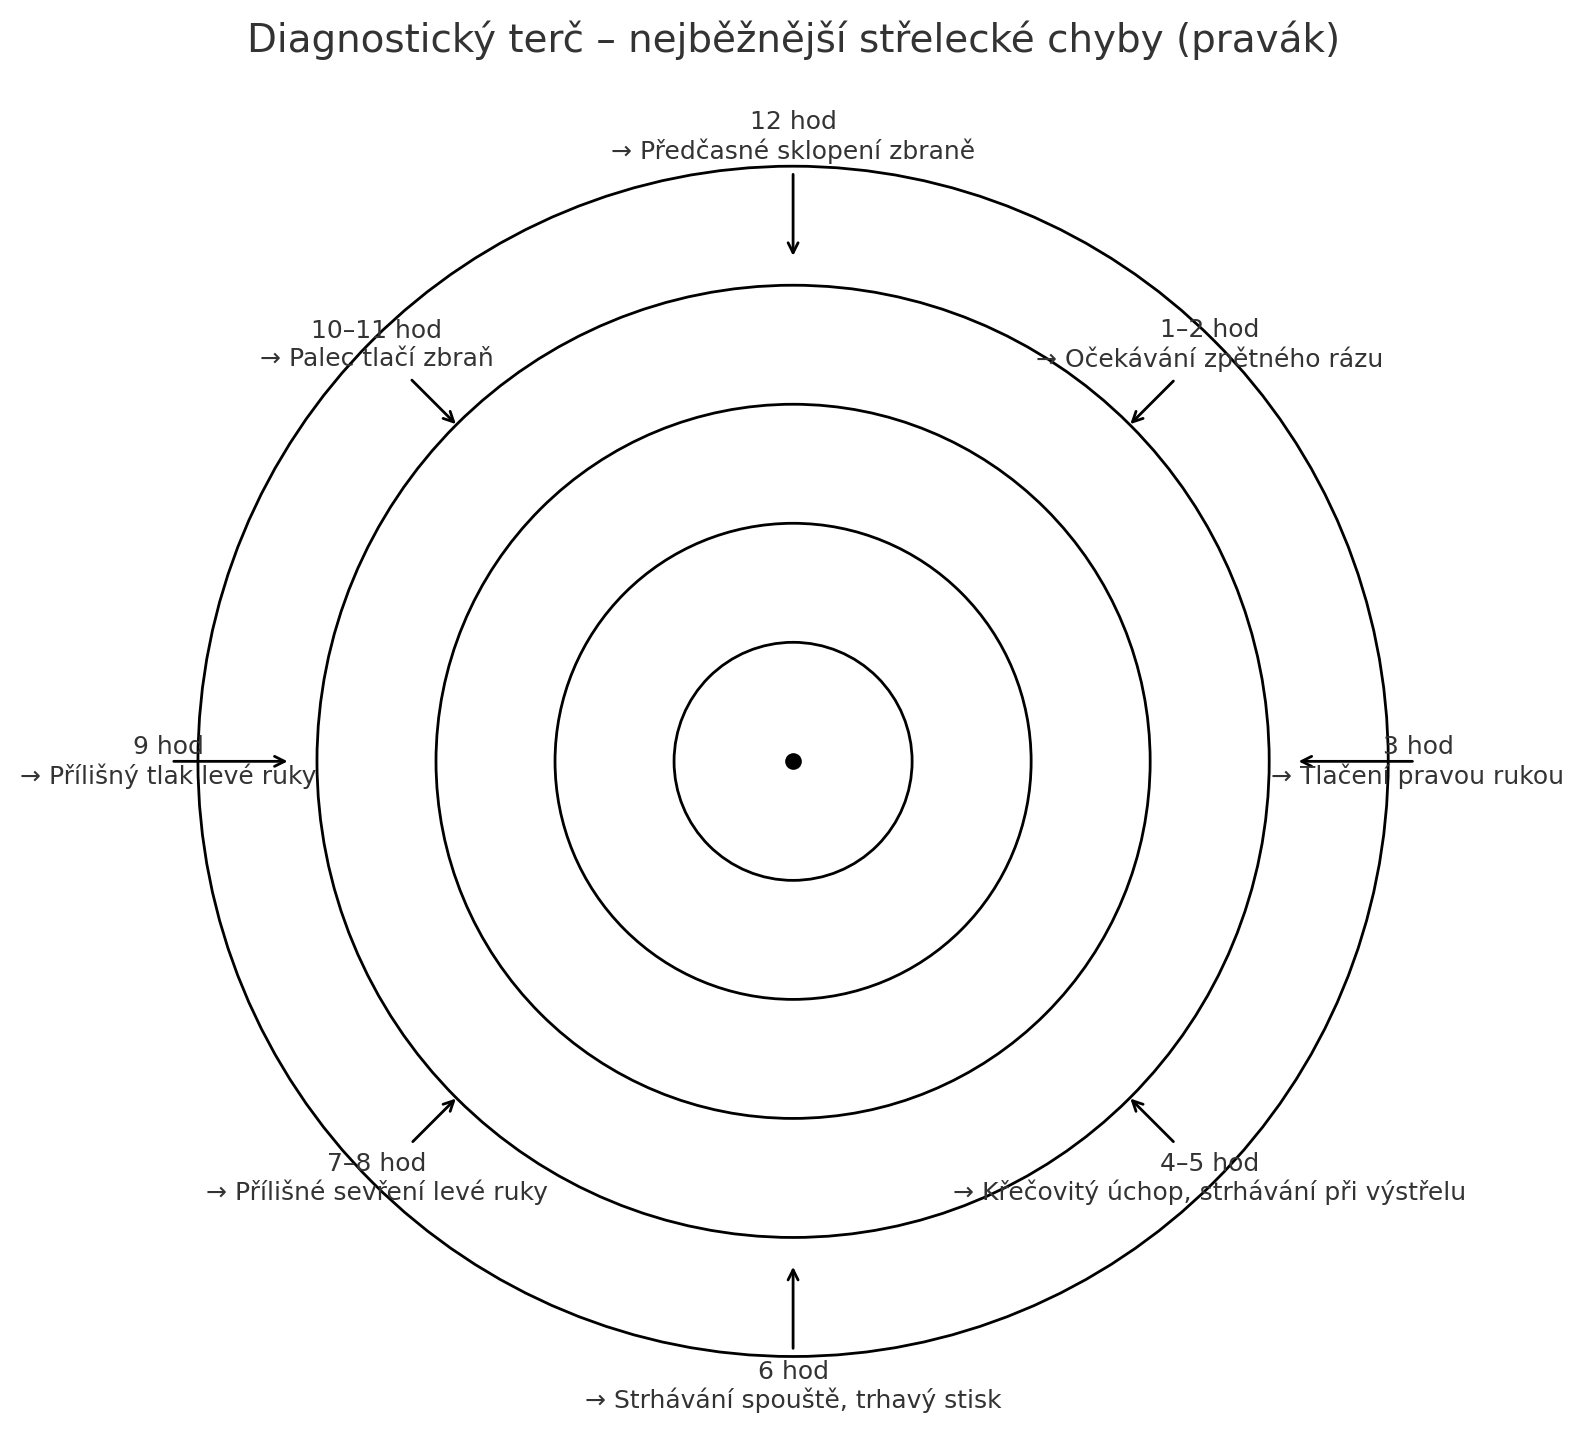 Diagnostický terč – nejběžnější střelecké chyby (pravák)
12 hod
→ Předčasné sklopení zbraně
10–11 hod
→ Palec tlačí zbraň
1–2 hod
→ Očekávání zpětného rázu
9 hod
→ Přílišný tlak levé ruky
3 hod
→ Tlačení pravou rukou
7–8 hod
→ Přílišné sevření levé ruky
4–5 hod
→ Křečovitý úchop, strhávání při výstřelu
6 hod
→ Strhávání spouště, trhavý stisk